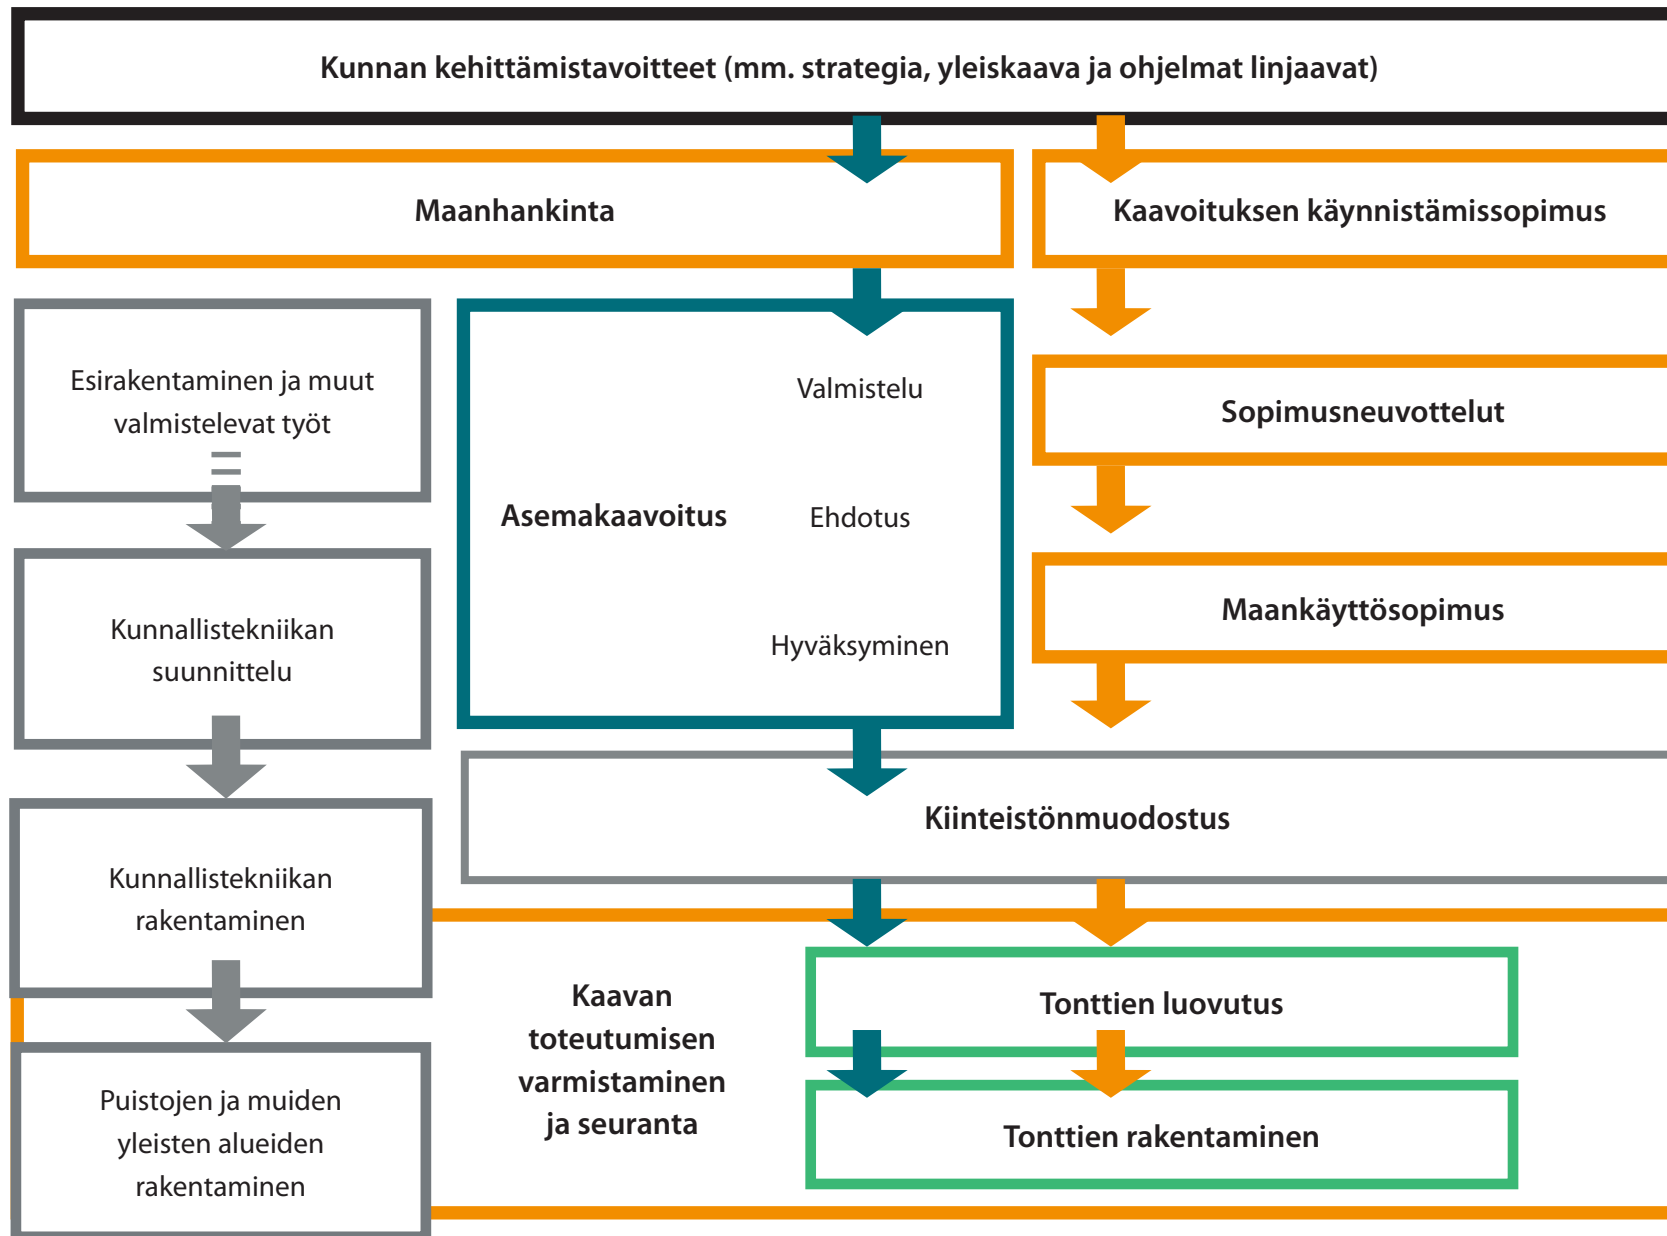 Kunnan kehittämistavoitteet (mm. strategia, yleiskaava ja ohjelmat linjaavat)
Maanhankinta
Kaavoituksen käynnistämissopimus
Esirakentaminen ja muut
valmistelevat työt
Kunnallistekniikan
suunnittelu
Kunnallistekniikan
rakentaminen
Puistojen ja muiden
yleisten alueiden
rakentaminen
Asemakaavoitus
Valmistelu
Ehdotus
Hyväksyminen
Sopimusneuvottelut
Maankäyttösopimus
Kiinteistönmuodostus
Kaavan
toteutumisen
varmistaminen
ja seuranta
Tonttien luovutus
Tonttien rakentaminen